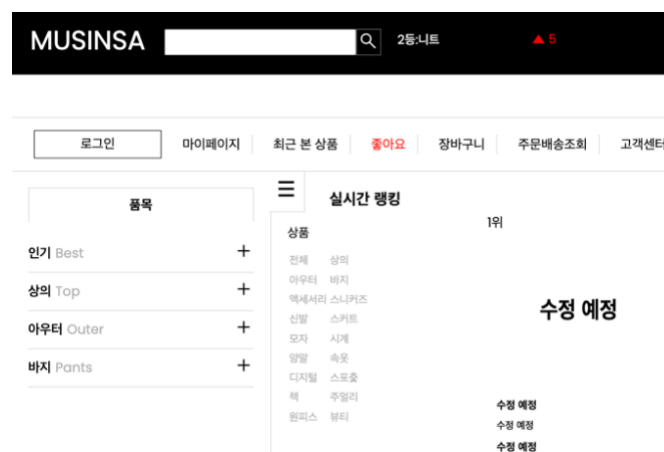 MUSINSA 2등:니트 ▲ 5
로그인 마이페이지 최근 본 상품 좋아요 장바구니 주문배송조회 고객센터
품목
인기 Best +
상의 Top +
아우터 Outer +
바지 Pants +
실시간 랭킹
상품
전체 상의
아우터 바지
액세서리 스니커즈
신발 스커트
모자 시계
양말 속옷
디지털 스포츷
책 주얼리
원피스 뷰티
1위
수정 예정
수정 예정
수정 예정
수정 예정